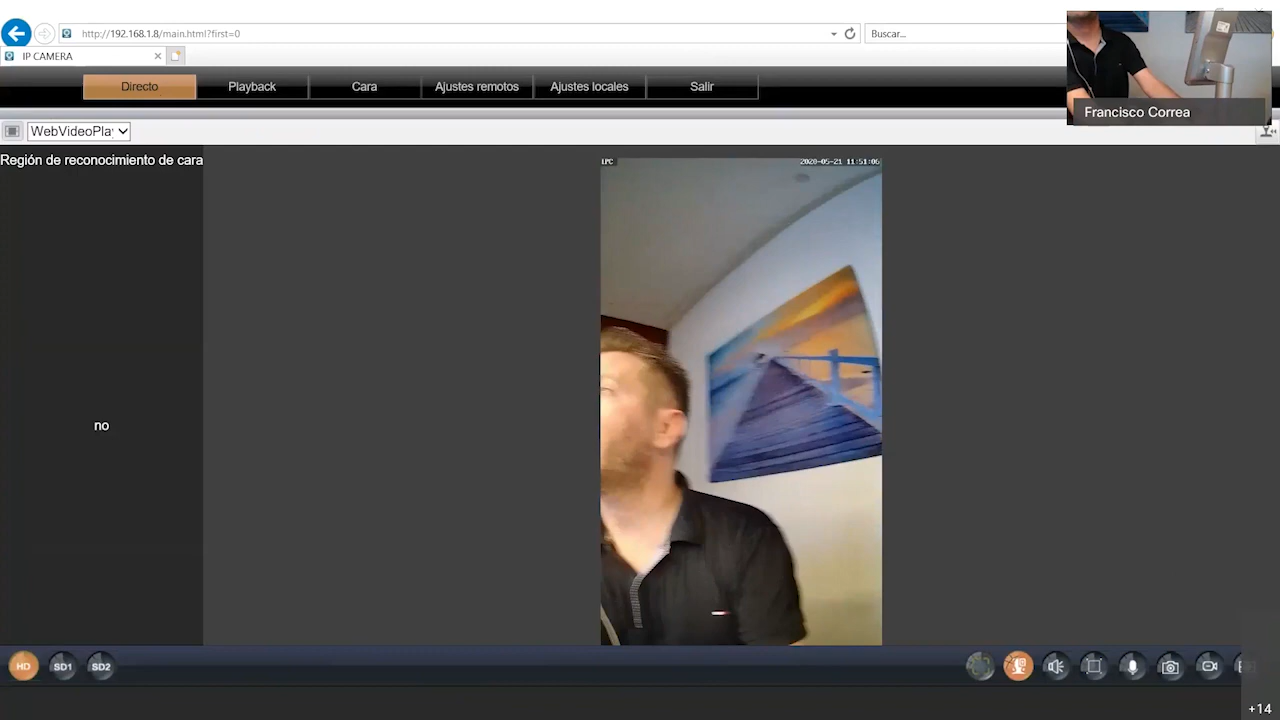 http://192.168.1.8/main.html?first=0
Buscar...
IP CAMERA
Directo
Playback
Cara
Ajustes remotos
Ajustes locales
Salir
Francisco Correa
WebVideoPla
Región de reconocimiento de cara
IPC
2020-05-21 11:51:06
no
HD
SD1
SD2
+14